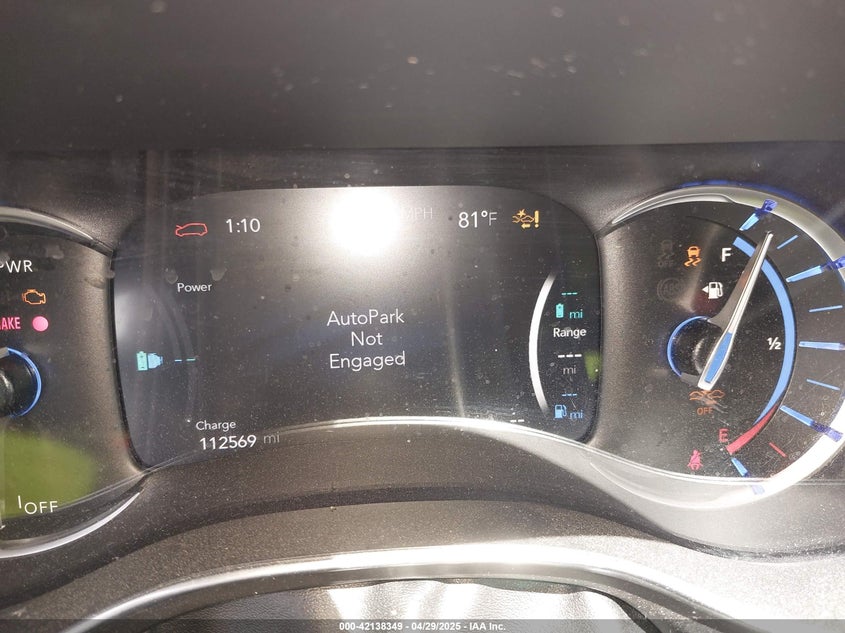 1:10
MPH
81°F
PWR
Power
AutoPark
Not
Engaged
-- mi
Range
--- mi
-- mi
F
½
OFF
E
BRAKE
--
Charge
112569 mi
--
OFF
000-42138349 - 04/29/2025 - IAA Inc.